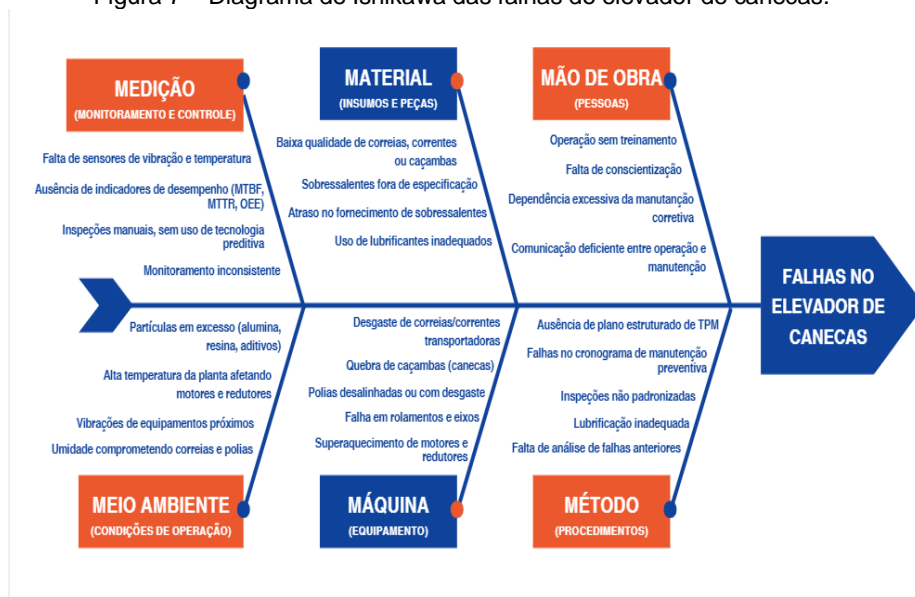 Figura 7 – Diagrama de Ishikawa das falhas do elevador de canecas.
MEDIÇÃO
(MONITORAMENTO E CONTROLE)
Falta de sensores de vibração e temperatura
Ausência de indicadores de desempenho (MTBF,
MTTR, OEE)
Inspeções manuais, sem uso de tecnologia
preditiva
Monitoramento inconsistente
MATERIAL
(INSUMOS E PEÇAS)
Baixa qualidade de correias, correntes
ou caçambas
Sobressalentes fora de especificação
Atraso no fornecimento de sobressalentes
Uso de lubrificantes inadequados
MÃO DE OBRA
(PESSOAS)
Operação sem treinamento
Falta de conscientização
Dependência excessiva da manutanção
corretiva
Comunicação deficiente entre operação e
manutenção
FALHAS NO
ELEVADOR DE
CANECAS
Partículas em excesso (alumina,
resina, aditivos)
Alta temperatura da planta afetando
motores e redutores
Vibrações de equipamentos próximos
Umidade comprometendo correias e polias
MEIO AMBIENTE
(CONDIÇÕES DE OPERAÇÃO)
Desgaste de correias/correntes
transportadoras
Quebra de caçambas (canecas)
Polias desalinhadas ou com desgaste
Falha em rolamentos e eixos
Superaquecimento de motores e
redutores
MÁQUINA
(EQUIPAMENTO)
Ausência de plano estruturado de TPM
Falhas no cronograma de manutenção
preventiva
Inspeções não padronizadas
Lubrificação inadequada
Falta de análise de falhas anteriores
MÉTODO
(PROCEDIMENTOS)